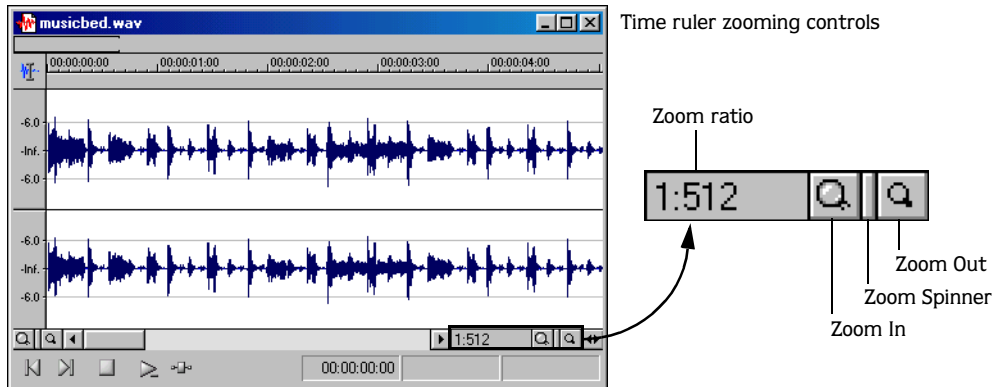 musicbed.wav
Time ruler zooming controls
00:00:00:00 00:00:01:00 00:00:02:00 00:00:03:00 00:00:04:00
-6.0
-Inf.
-6.0
-6.0
-Inf.
-6.0
1:512
00:00:00:00
Zoom ratio
1:512
Zoom Out
Zoom Spinner
Zoom In